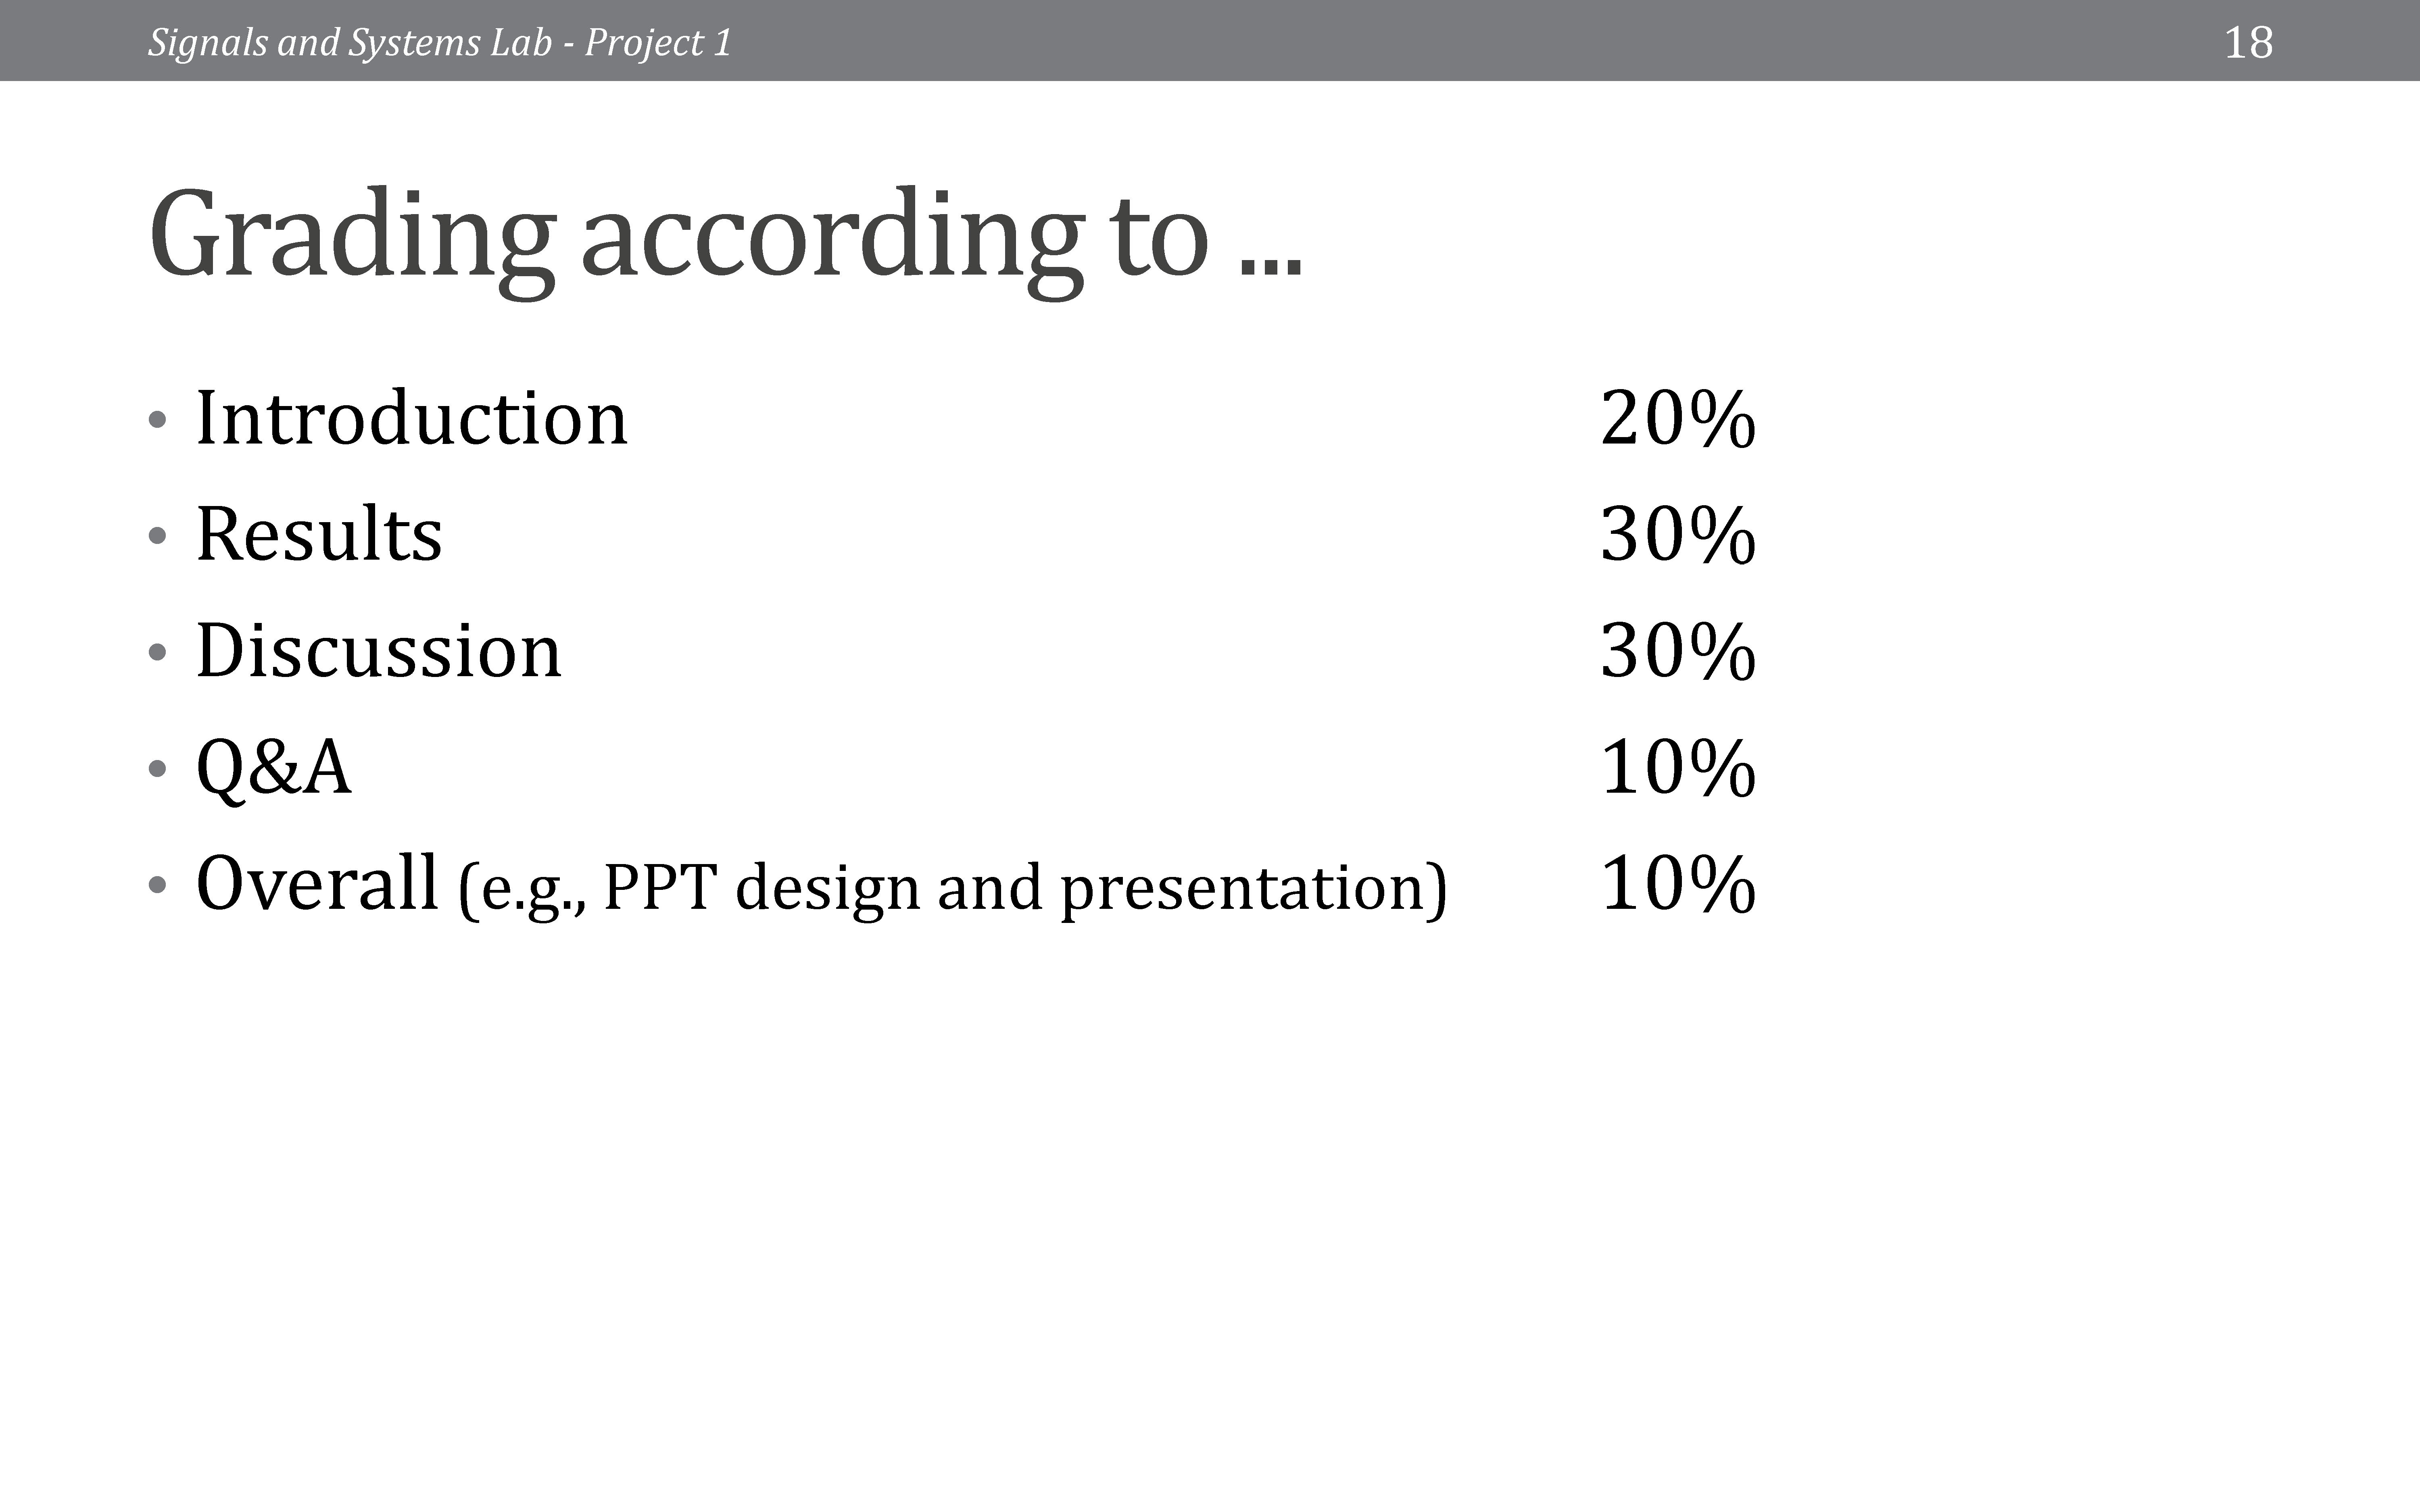 Signals and Systems Lab - Project 1 18
Grading according to ...
• Introduction 20%
• Results 30%
• Discussion 30%
• Q&A 10%
• Overall (e.g., PPT design and presentation) 10%